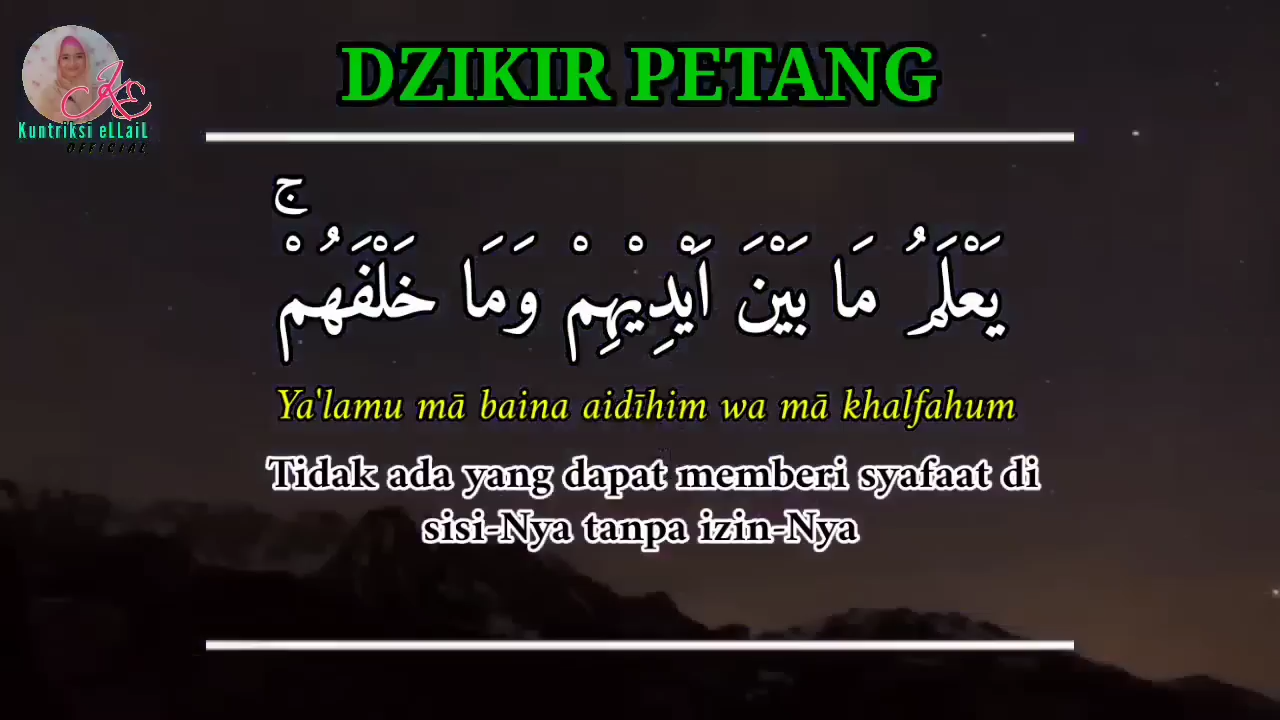 DZIKIR PETANG
Kuntriksi eLLaiL
OFFICIAL
يَعْلَمُ مَا بَيْنَ اَيْدِيْهِمْ وَمَا خَلْفَهُمْۚ
Ya'lamu mā baina aidīhim wa mā khalfahum
Tidak ada yang dapat memberi syafaat di
sisi-Nya tanpa izin-Nya